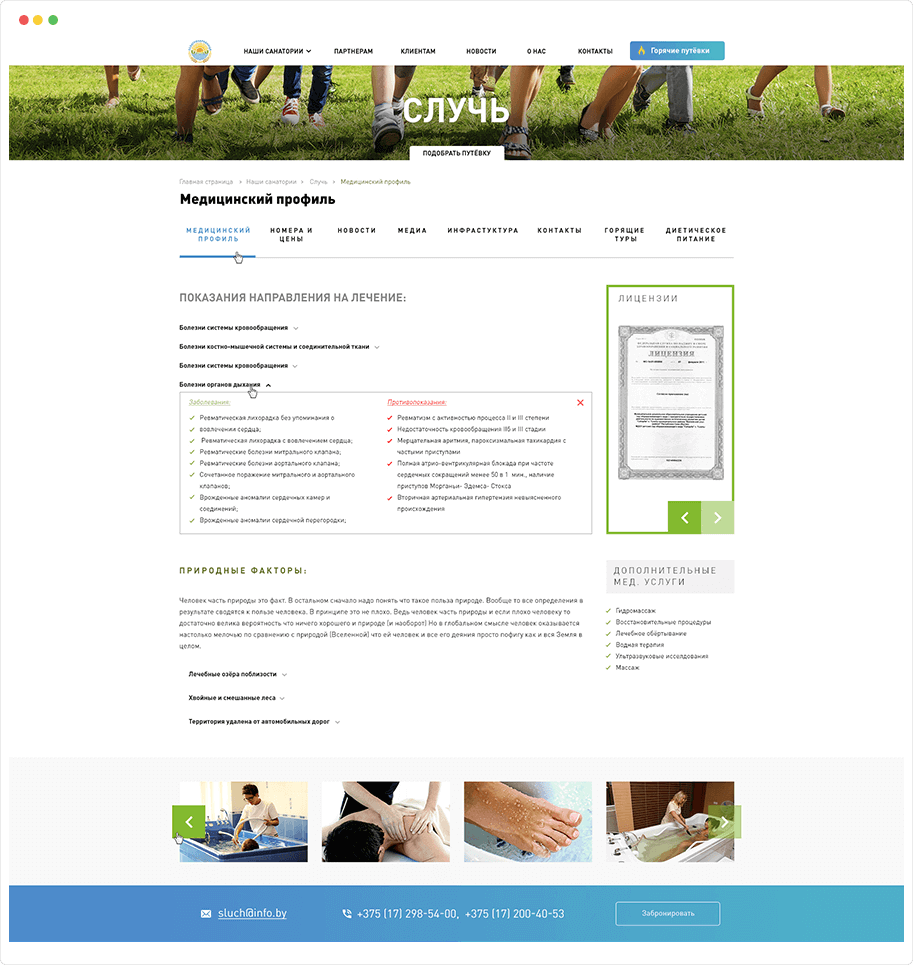 НАШИ САНАТОРИИ
ПАРТНЕРАМ
КЛИЕНТАМ
НОВОСТИ
О НАС
КОНТАКТЫ
Горячие путёвки
СЛУЧЬ
ПОДОБРАТЬ ПУТЁВКУ
Главная страница > Наши санатории > Случь > Медицинский профиль
Медицинский профиль
МЕДИЦИНСКИЙ
ПРОФИЛЬ
НОМЕРА И
ЦЕНЫ
НОВОСТИ
МЕДИА
ИНФРАСТУКТУРА
КОНТАКТЫ
ГОРЯЩИЕ
ТУРЫ
ДИЕТИЧЕСКОЕ
ПИТАНИЕ
ПОКАЗАНИЯ НАПРАВЛЕНИЯ НА ЛЕЧЕНИЕ:
Болезни системы кровообращения
Болезни костно-мышечной системы и соединительной ткани
Болезни системы кровообращения
Болезни органов дыхания
Заболевания:
Ревматическая лихорадка без упоминания о
вовлечении сердца;
Ревматическая лихорадка с вовлечением сердца;
Ревматические болезни митрального клапана;
Ревматические болезни аортального клапана;
Сочетанное поражение митрального и аортального
клапанов;
Врожденные аномалии сердечных камер и
соединений;
Врожденные аномалии сердечной перегородки;
Противопоказания:
Ревматизм с активностью процесса II и III степени
Недостаточность кровообращения IIб и III стадии
Мерцательная аритмия, пароксизмальная тахикардия с
частыми приступами
Полная атрио-вентрикулярная блокада при частоте
сердечных сокращений менее 50 в 1 мин., наличие
приступов Морганьи- Эдемса- Стокса
Вторичная артериальная гипертензия невыясненного
происхождения
ЛИЦЕНЗИИ
ЛИЦЕНЗИЯ
ПРИРОДНЫЕ ФАКТОРЫ:
Человек часть природы это факт. В остальном сначало надо понять что такое польза природе. Вообще то все определения в
результате сводятся к пользе человека. В принципе это не плохо. Ведь человек часть природы и если плохо человеку то
достаточно велика вероятность что ничего хорошего и природе (и наоборот) Но в глобальном смысле человек оказывается
настолько мелочью по сравнению с природой (Вселенной) что ей человек и все его деяния просто пофигу как и вся Земля в
целом.
Лечебные озёра поблизости
Хвойные и смешанные леса
Территория удалена от автомобильных дорог
ДОПОЛНИТЕЛЬНЫЕ
МЕД. УСЛУГИ
Гидромассаж
Восстановительные процедуры
Лечебное обёртывание
Водная терапия
Ультразвуковые исселдования
Массаж
sluch@info.by
+375 (17) 298-54-00, +375 (17) 200-40-53
Забронировать